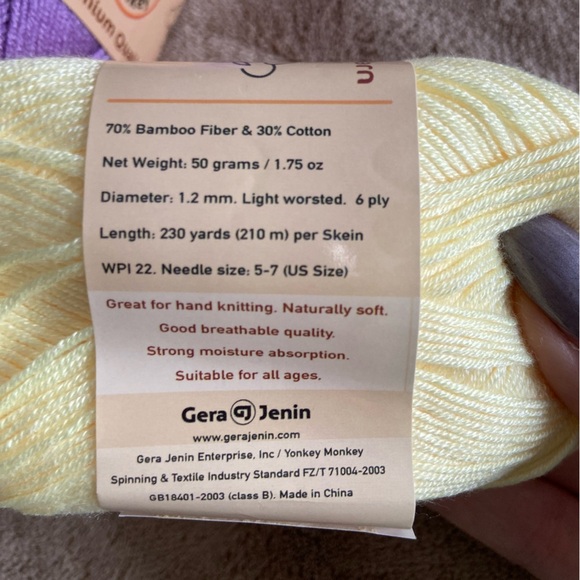 Premium Qua
70% Bamboo Fiber & 30% Cotton
Net Weight: 50 grams / 1.75 oz
Diameter: 1.2 mm. Light worsted. 6 ply
Length: 230 yards (210 m) per Skein
WPI 22. Needle size: 5-7 (US Size)
Great for hand knitting. Naturally soft.
Good breathable quality.
Strong moisture absorption.
Suitable for all ages.
Gera GJ Jenin
www.gerajenin.com
Gera Jenin Enterprise, Inc / Yonkey Monkey
Spinning & Textile Industry Standard FZ/T 71004-2003
GB18401-2003 (class B). Made in China